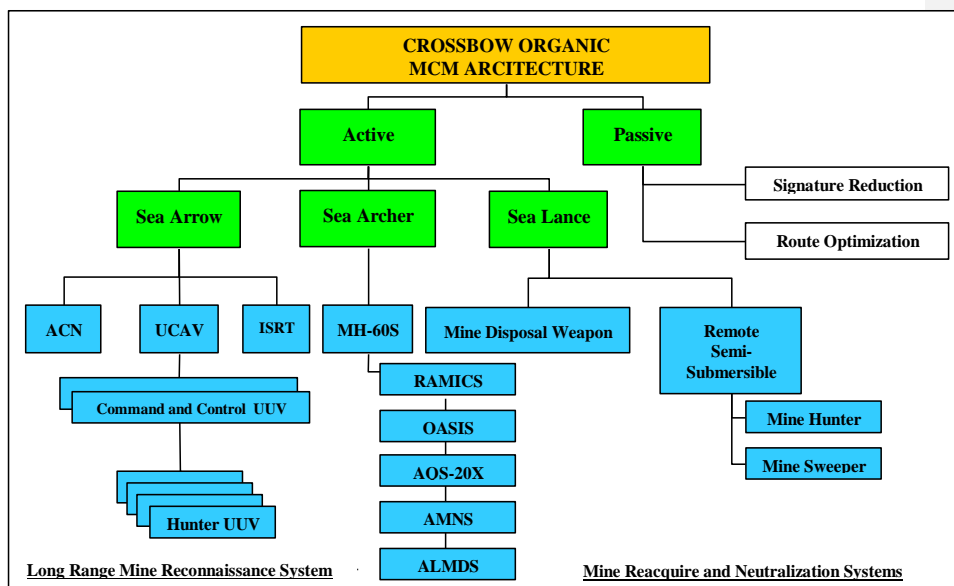 CROSSBOW ORGANIC
MCM ARCITECTURE
Active
Passive
Signature Reduction
Sea Arrow
Sea Archer
Sea Lance
Route Optimization
ACN
UCAV
ISRT
MH-60S
Mine Disposal Weapon
Remote
Semi-
Submersible
RAMICS
Command and Control UUV
Mine Hunter
OASIS
AOS-20X
Mine Sweeper
Hunter UUV
AMNS
ALMDS
Long Range Mine Reconnaissance System
Mine Reacquire and Neutralization Systems